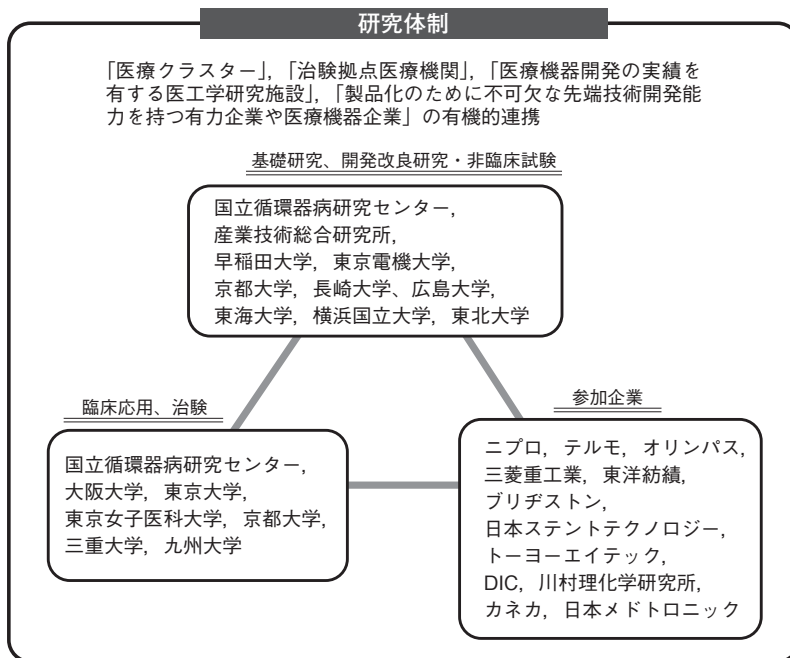 研究体制
「医療クラスター」，「治験拠点医療機関」，「医療機器開発の実績を
有する医工学研究施設」，「製品化のために不可欠な先端技術開発能
力を持つ有力企業や医療機器企業」の有機的連携
基礎研究、開発改良研究・非臨床試験
国立循環器病研究センター，
産業技術総合研究所，
早稲田大学，東京電機大学，
京都大学，長崎大学、広島大学，
東海大学，横浜国立大学，東北大学
臨床応用、治験
国立循環器病研究センター，
大阪大学，東京大学，
東京女子医科大学，京都大学，
三重大学，九州大学
参加企業
ニプロ，テルモ，オリンパス，
三菱重工業，東洋紡績，
ブリヂストン，
日本ステントテクノロジー，
トーヨーエイテック，
DIC，川村理化学研究所，
カネカ，日本メドトロニック